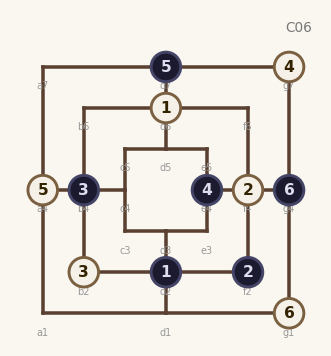 C06
5 4
a7 d7 g7
1
b6 d6 f6
c5 d5 e5
5 3 4 2 6
a4 b4 c4 e4 f4 g4
c3 d3 e3
3 1 2
b2 d2 f2
6
a1 d1 g1